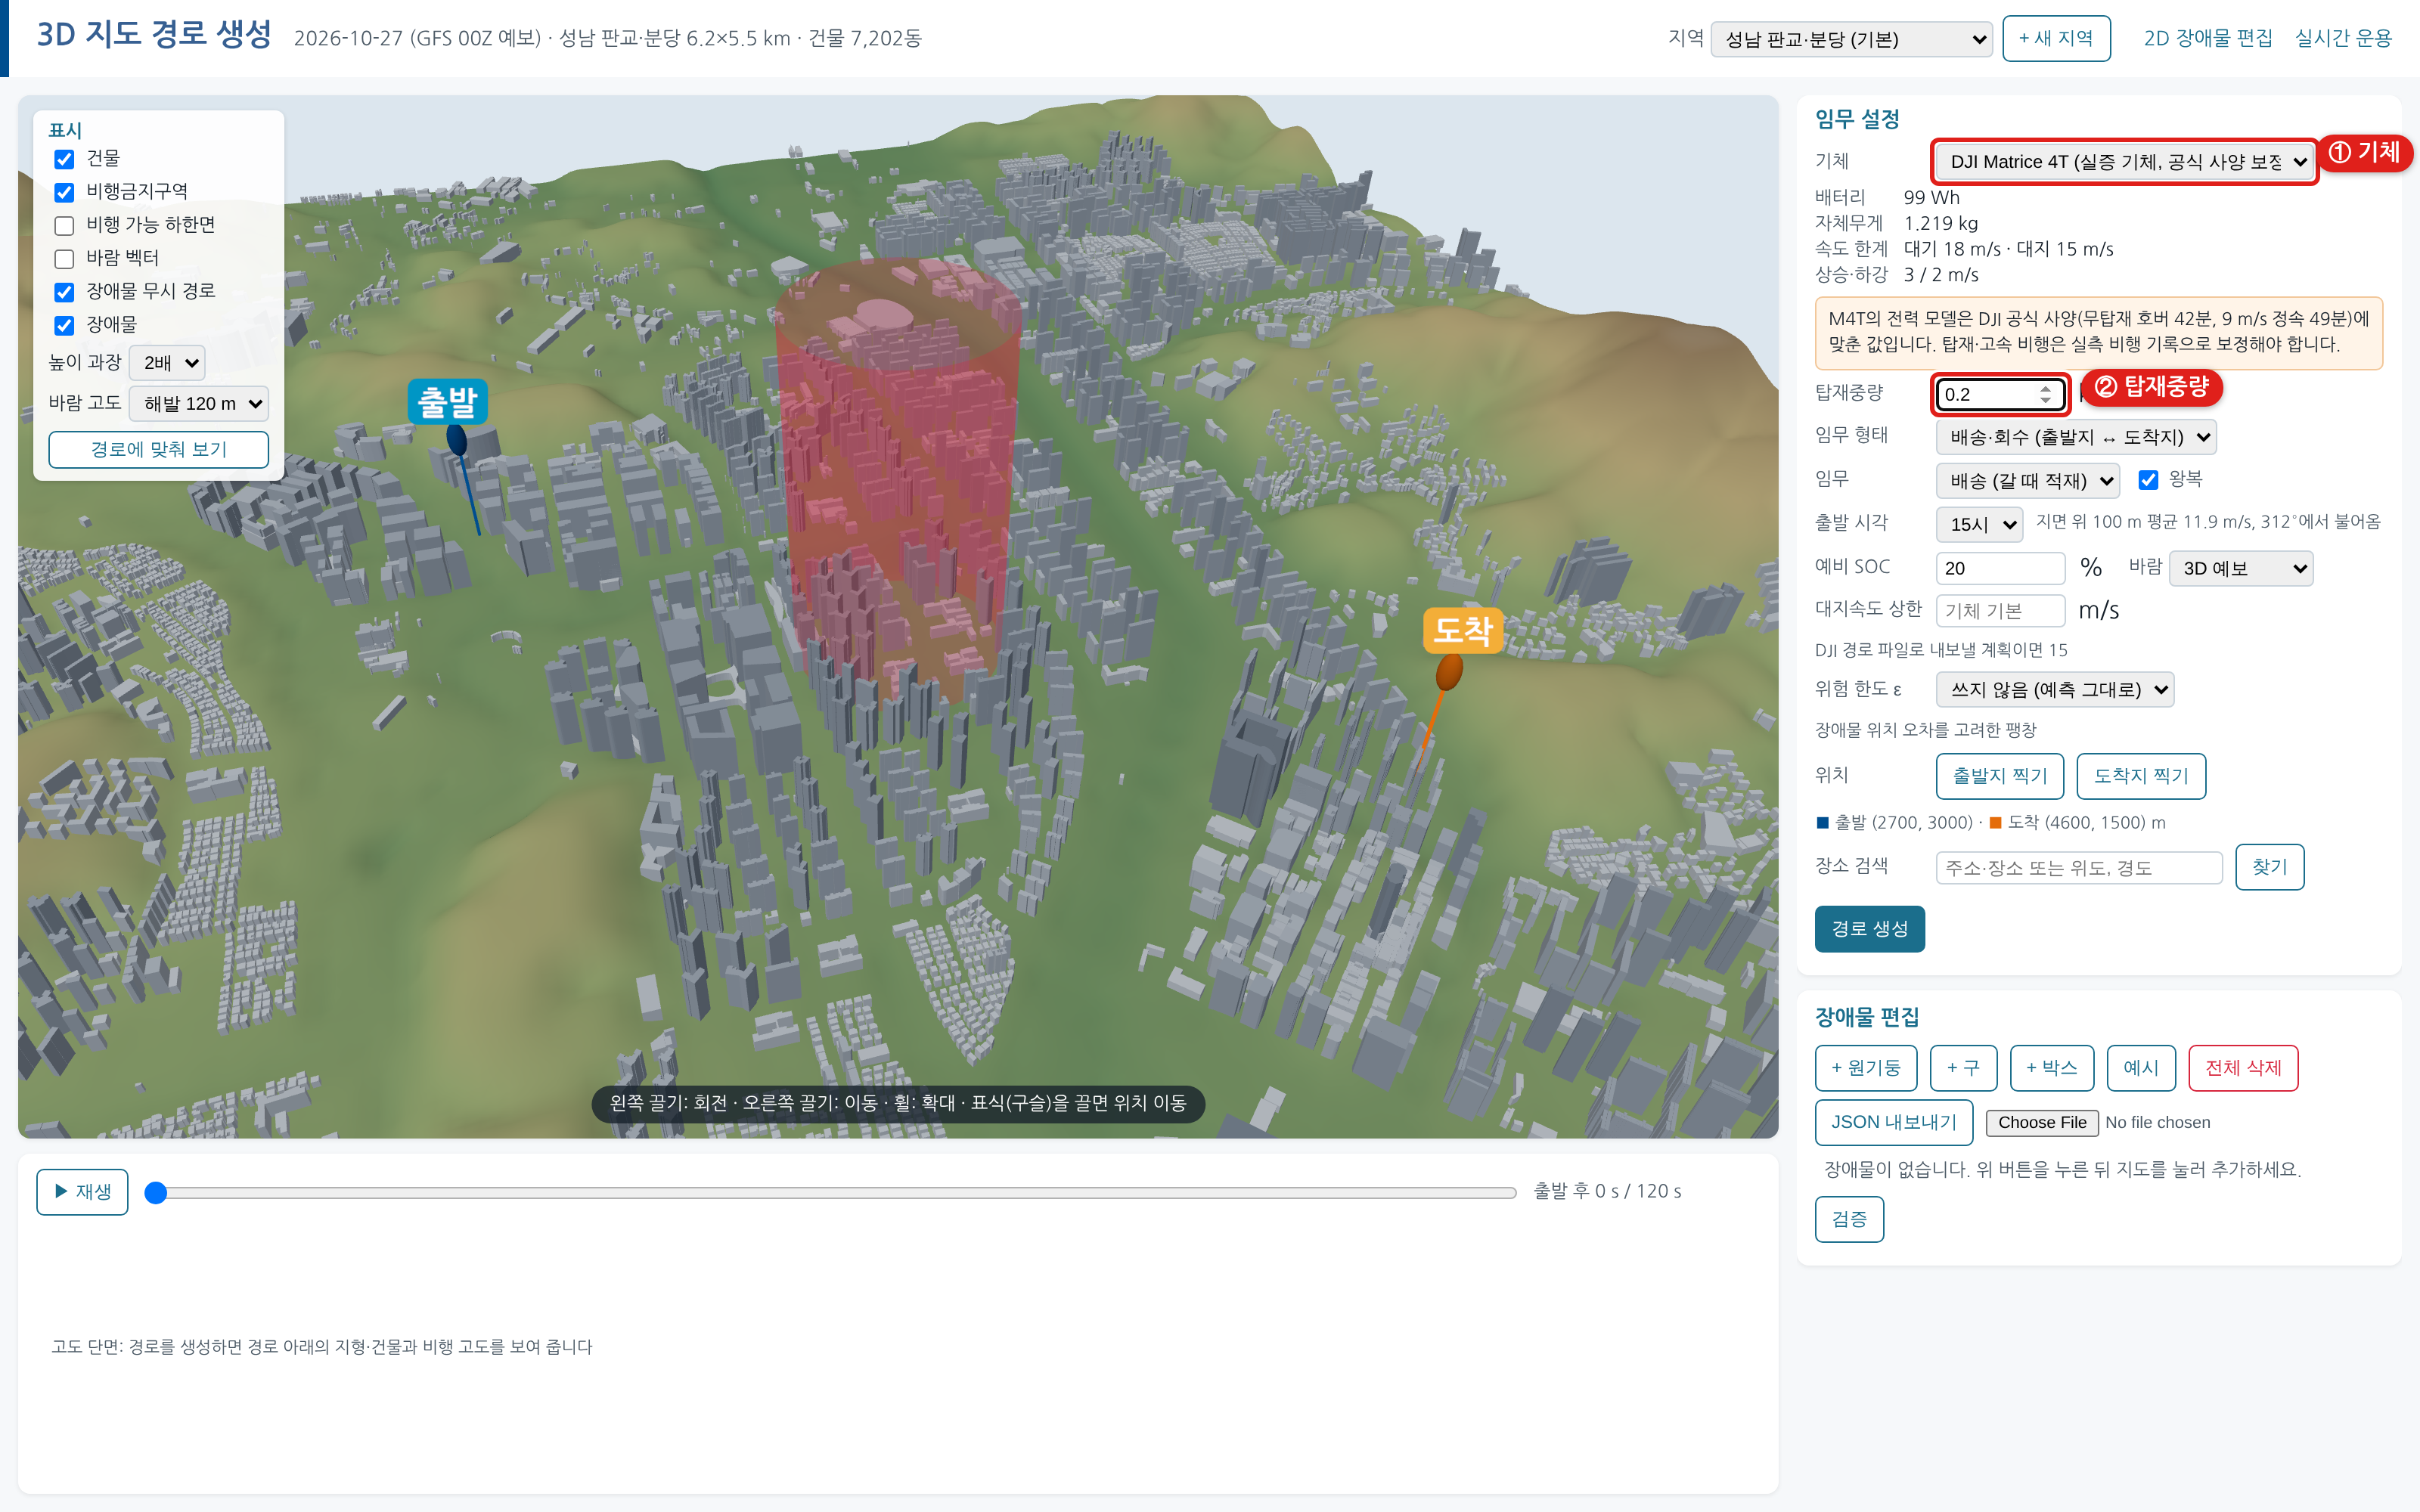 3D 지도 경로 생성 2026-10-27 (GFS 00Z 예보) · 성남 판교·분당 6.2×5.5 km · 건물 7,202동 지역 성남 판교·분당 (기본) + 새 지역 2D 장애물 편집 실시간 운용
표시
건물
비행금지구역
비행 가능 하한면
바람 벡터
장애물 무시 경로
장애물
높이 과장 2배
바람 고도 해발 120 m
경로에 맞춰 보기
출발
도착
왼쪽 끌기: 회전 · 오른쪽 끌기: 이동 · 휠: 확대 · 표식(구슬)을 끌면 위치 이동
▶ 재생 출발 후 0 s / 120 s
고도 단면: 경로를 생성하면 경로 아래의 지형·건물과 비행 고도를 보여 줍니다
임무 설정
기체 DJI Matrice 4T (실증 기체, 공식 사양 보정 ① 기체
배터리 99 Wh
자체무게 1.219 kg
속도 한계 대기 18 m/s · 대지 15 m/s
상승·하강 3 / 2 m/s
M4T의 전력 모델은 DJI 공식 사양(무탑재 호버 42분, 9 m/s 정속 49분)에
맞춘 값입니다. 탑재·고속 비행은 실측 비행 기록으로 보정해야 합니다.
탑재중량 0.2 ② 탑재중량
임무 형태 배송·회수 (출발지 ↔ 도착지)
임무 배송 (갈 때 적재) 왕복
출발 시각 15시 지면 위 100 m 평균 11.9 m/s, 312°에서 불어옴
예비 SOC 20 % 바람 3D 예보
대지속도 상한 기체 기본 m/s
DJI 경로 파일로 내보낼 계획이면 15
위험 한도 ε 쓰지 않음 (예측 그대로)
장애물 위치 오차를 고려한 팽창
위치 출발지 찍기 도착지 찍기
■ 출발 (2700, 3000) · ■ 도착 (4600, 1500) m
장소 검색 주소·장소 또는 위도, 경도 찾기
경로 생성
장애물 편집
+ 원기둥 + 구 + 박스 예시 전체 삭제
JSON 내보내기 Choose File No file chosen
장애물이 없습니다. 위 버튼을 누른 뒤 지도를 눌러 추가하세요.
검증